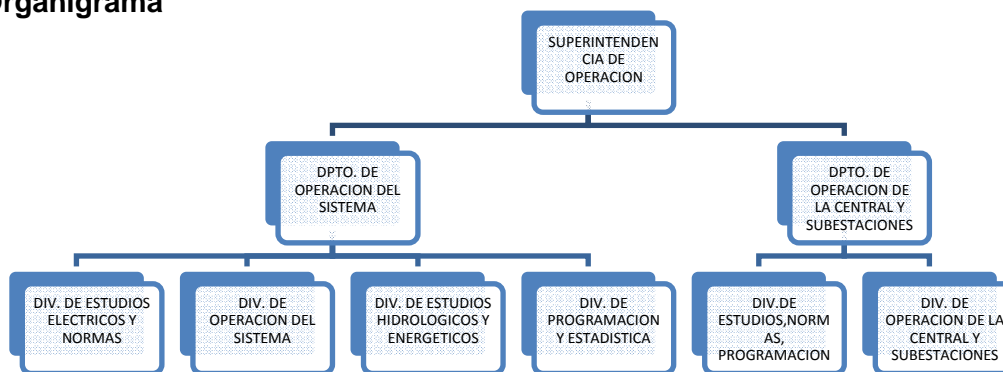 Organigrama
SUPERINTENDEN
CIA DE
OPERACION
DPTO. DE
OPERACION DEL
SISTEMA
DPTO. DE
OPERACION DE
LA CENTRAL Y
SUBESTACIONES
DIV. DE ESTUDIOS
ELECTRICOS Y
NORMAS
DIV. DE
OPERACION DEL
SISTEMA
DIV. DE ESTUDIOS
HIDROLOGICOS Y
ENERGETICOS
DIV. DE
PROGRAMACION
Y ESTADISTICA
DIV.DE
ESTUDIOS,NORM
AS,
PROGRAMACION
DIV. DE
OPERACION DE LA
CENTRAL Y
SUBESTACIONES